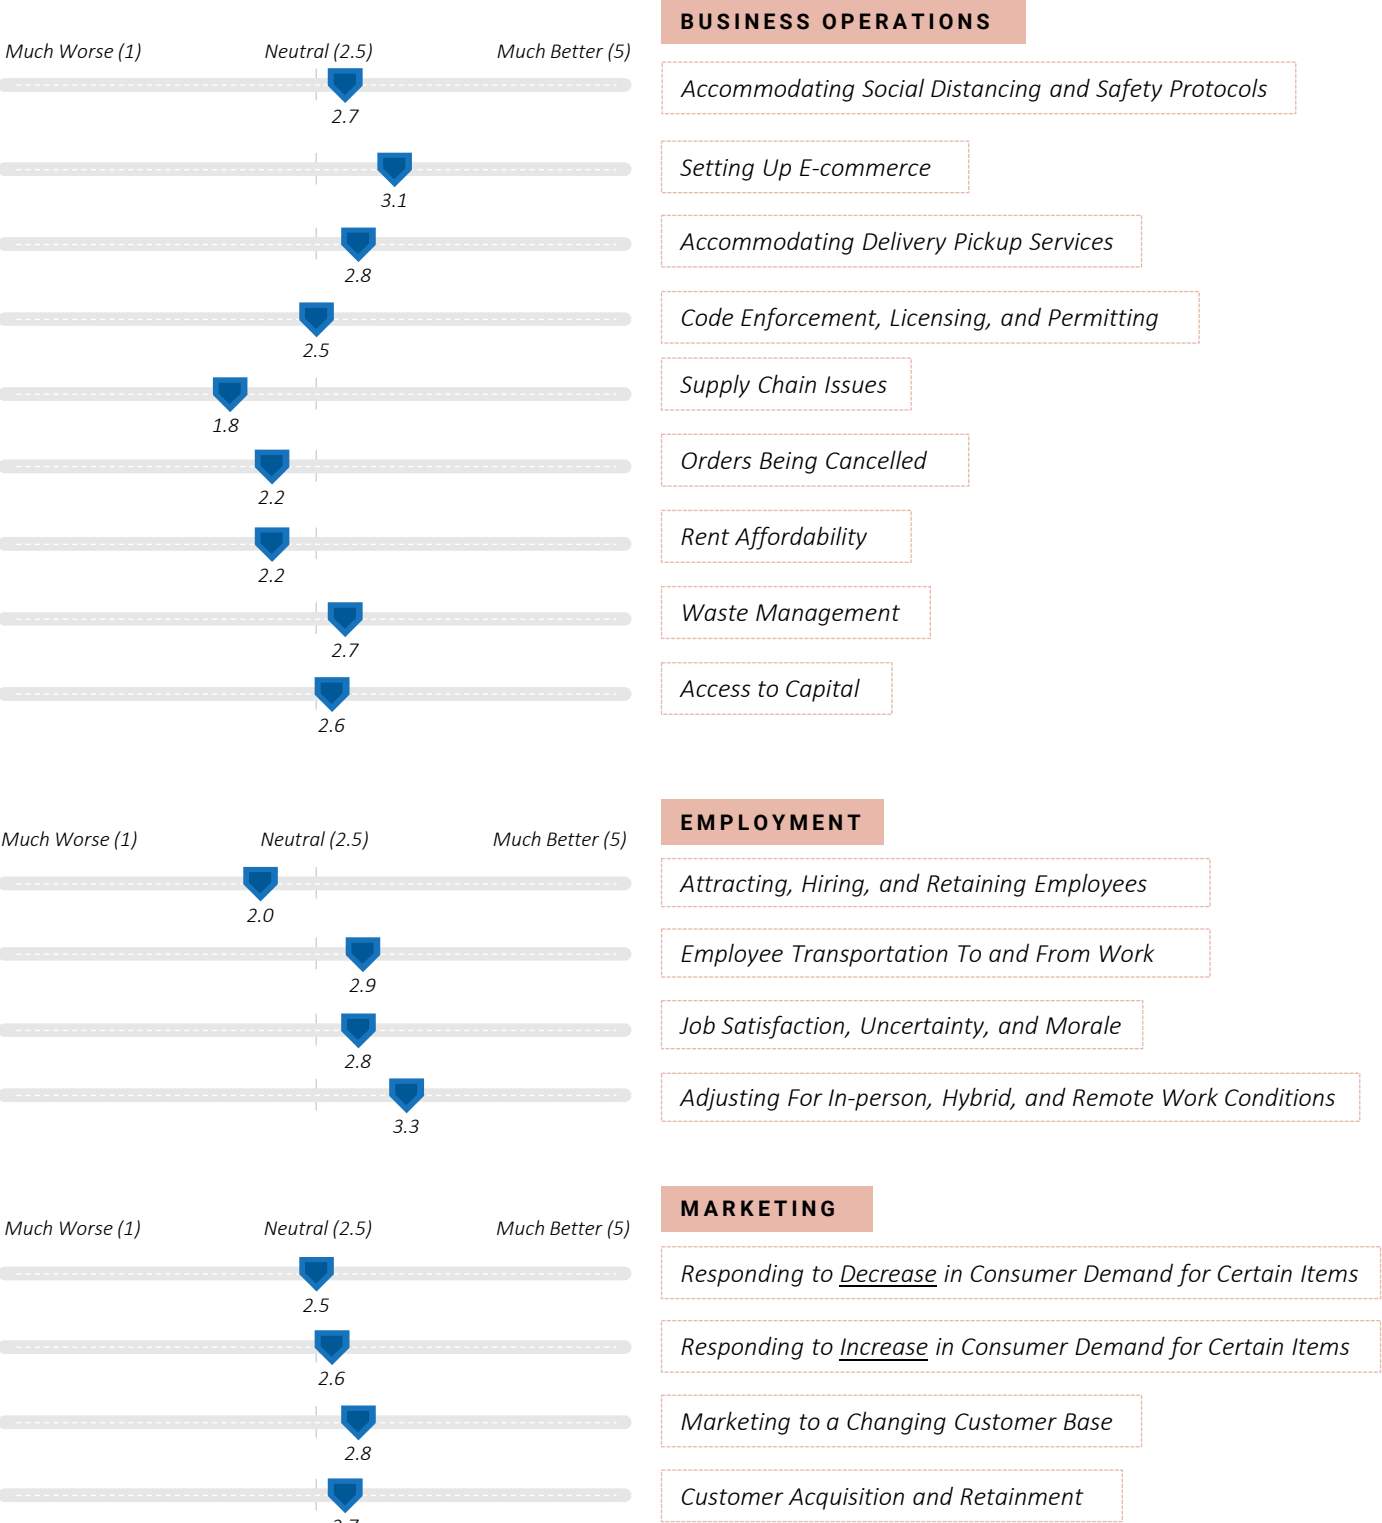 BUSINESS OPERATIONS
Much Worse (1) Neutral (2.5) Much Better (5)
2.7 Accommodating Social Distancing and Safety Protocols
3.1 Setting Up E-commerce
2.8 Accommodating Delivery Pickup Services
2.5 Code Enforcement, Licensing, and Permitting
1.8 Supply Chain Issues
2.2 Orders Being Cancelled
2.2 Rent Affordability
2.7 Waste Management
2.6 Access to Capital
EMPLOYMENT
Much Worse (1) Neutral (2.5) Much Better (5)
2.0 Attracting, Hiring, and Retaining Employees
2.9 Employee Transportation To and From Work
2.8 Job Satisfaction, Uncertainty, and Morale
3.3 Adjusting For In-person, Hybrid, and Remote Work Conditions
MARKETING
Much Worse (1) Neutral (2.5) Much Better (5)
2.5 Responding to Decrease in Consumer Demand for Certain Items
2.6 Responding to Increase in Consumer Demand for Certain Items
2.8 Marketing to a Changing Customer Base
Customer Acquisition and Retainment